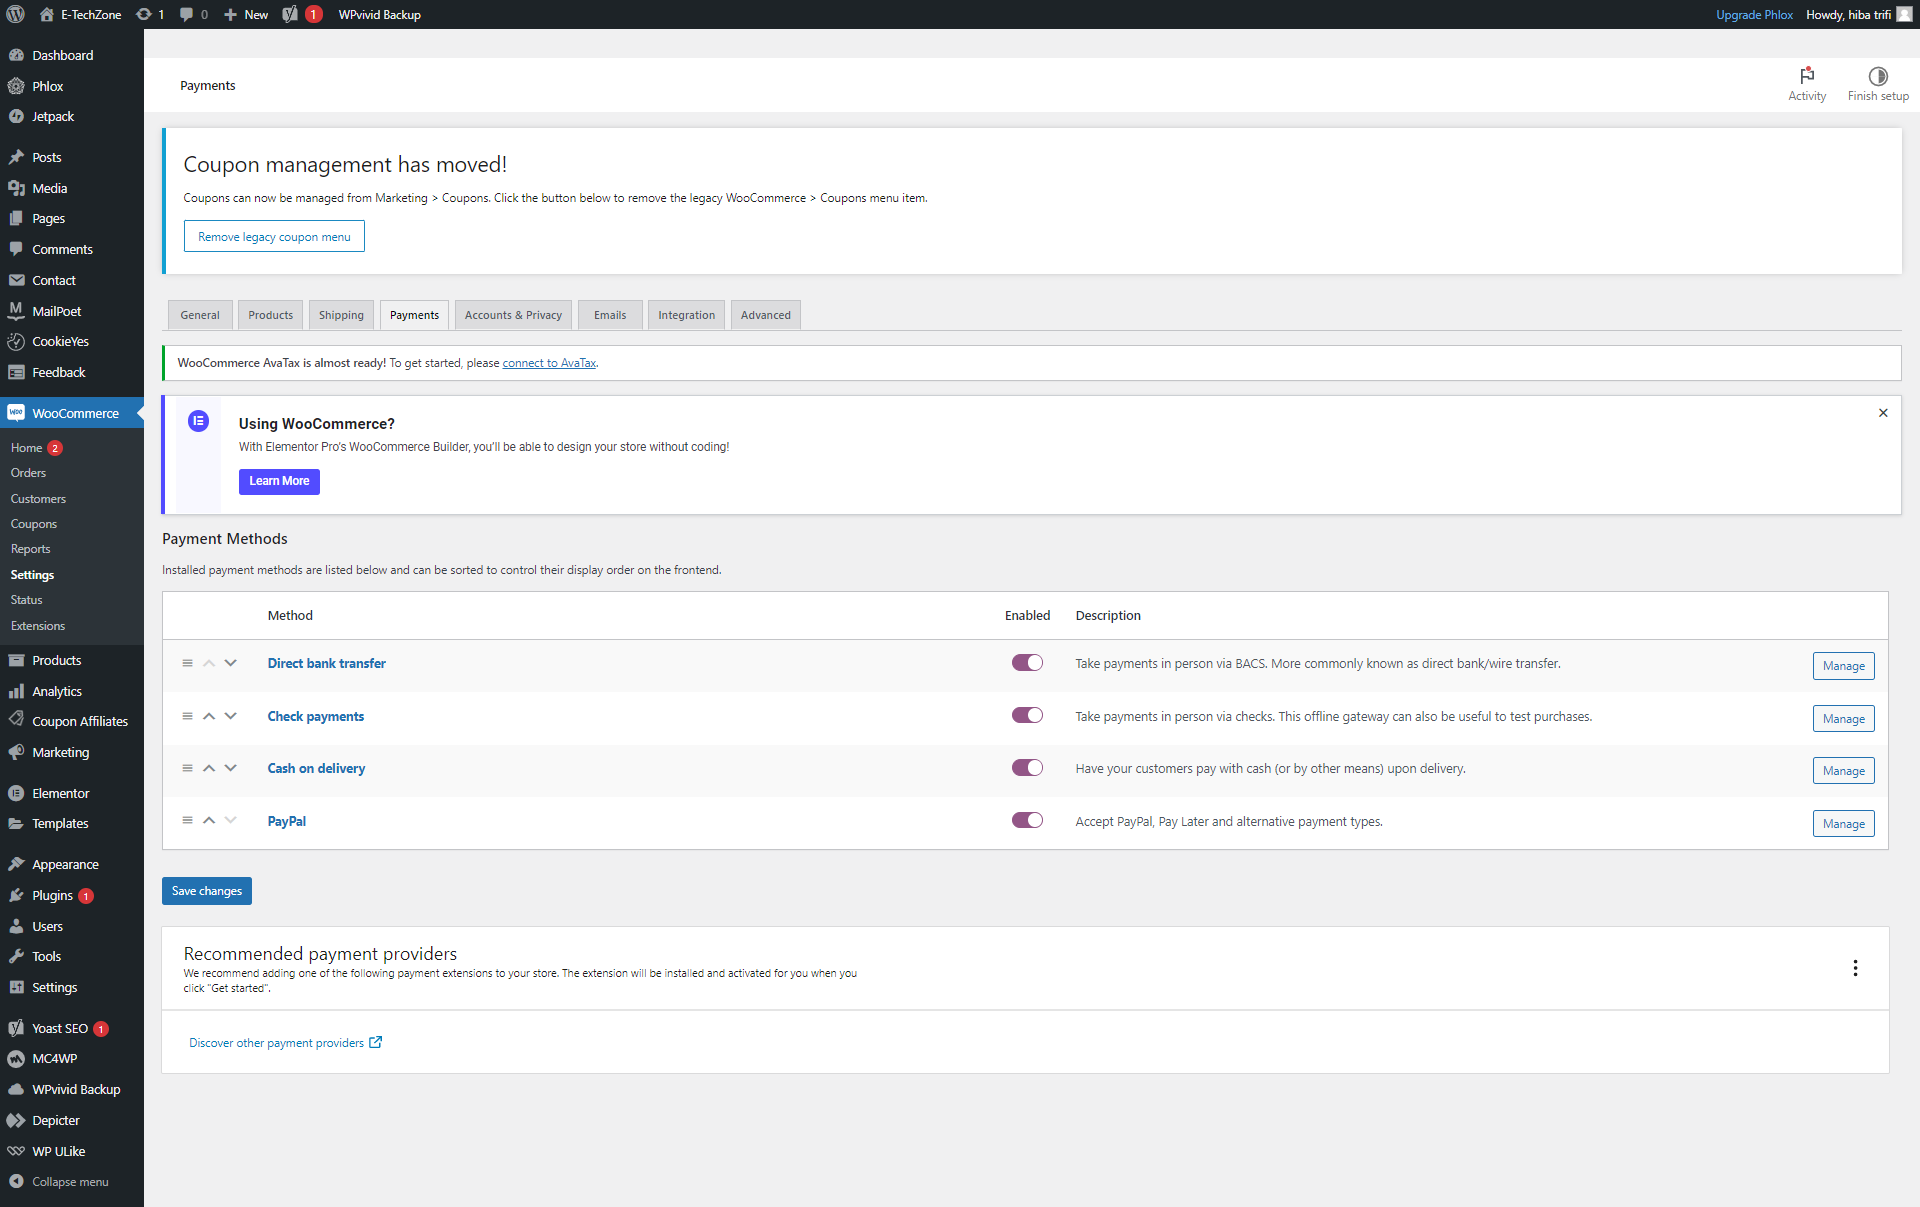 E-TechZone 1 0 New 1 WPvivid Backup Upgrade Phlox Howdy, hiba trifi
Dashboard
Phlox
Jetpack
Posts
Media
Pages
Comments
Contact
MailPoet
CookieYes
Feedback
WooCommerce
Home 2
Orders
Customers
Coupons
Reports
Settings
Status
Extensions
Products
Analytics
Coupon Affiliates
Marketing
Elementor
Templates
Appearance
Plugins 1
Users
Tools
Settings
Yoast SEO 1
MC4WP
WPvivid Backup
Depicter
WP ULike
Collapse menu
Payments
Activity
Finish setup
Coupon management has moved!
Coupons can now be managed from Marketing > Coupons. Click the button below to remove the legacy WooCommerce > Coupons menu item.
Remove legacy coupon menu
General Products Shipping Payments Accounts & Privacy Emails Integration Advanced
WooCommerce AvaTax is almost ready! To get started, please connect to AvaTax.
Using WooCommerce?
With Elementor Pro's WooCommerce Builder, you'll be able to design your store without coding!
Learn More
Payment Methods
Installed payment methods are listed below and can be sorted to control their display order on the frontend.
Method Enabled Description
Direct bank transfer Take payments in person via BACS. More commonly known as direct bank/wire transfer. Manage
Check payments Take payments in person via checks. This offline gateway can also be useful to test purchases. Manage
Cash on delivery Have your customers pay with cash (or by other means) upon delivery. Manage
PayPal Accept PayPal, Pay Later and alternative payment types. Manage
Save changes
Recommended payment providers
We recommend adding one of the following payment extensions to your store. The extension will be installed and activated for you when you
click "Get started".
Discover other payment providers